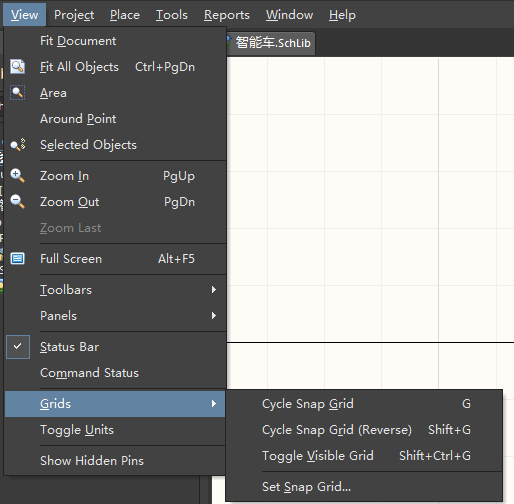 View Project Place Tools Reports Window Help
智能车.SchLib
Fit Document
Fit All Objects Ctrl+PgDn
Area
Around Point
Selected Objects
Zoom In PgUp
Zoom Out PgDn
Zoom Last
Full Screen Alt+F5
Toolbars
Panels
Status Bar
Command Status
Grids
Toggle Units
Show Hidden Pins
Cycle Snap Grid G
Cycle Snap Grid (Reverse) Shift+G
Toggle Visible Grid Shift+Ctrl+G
Set Snap Grid...